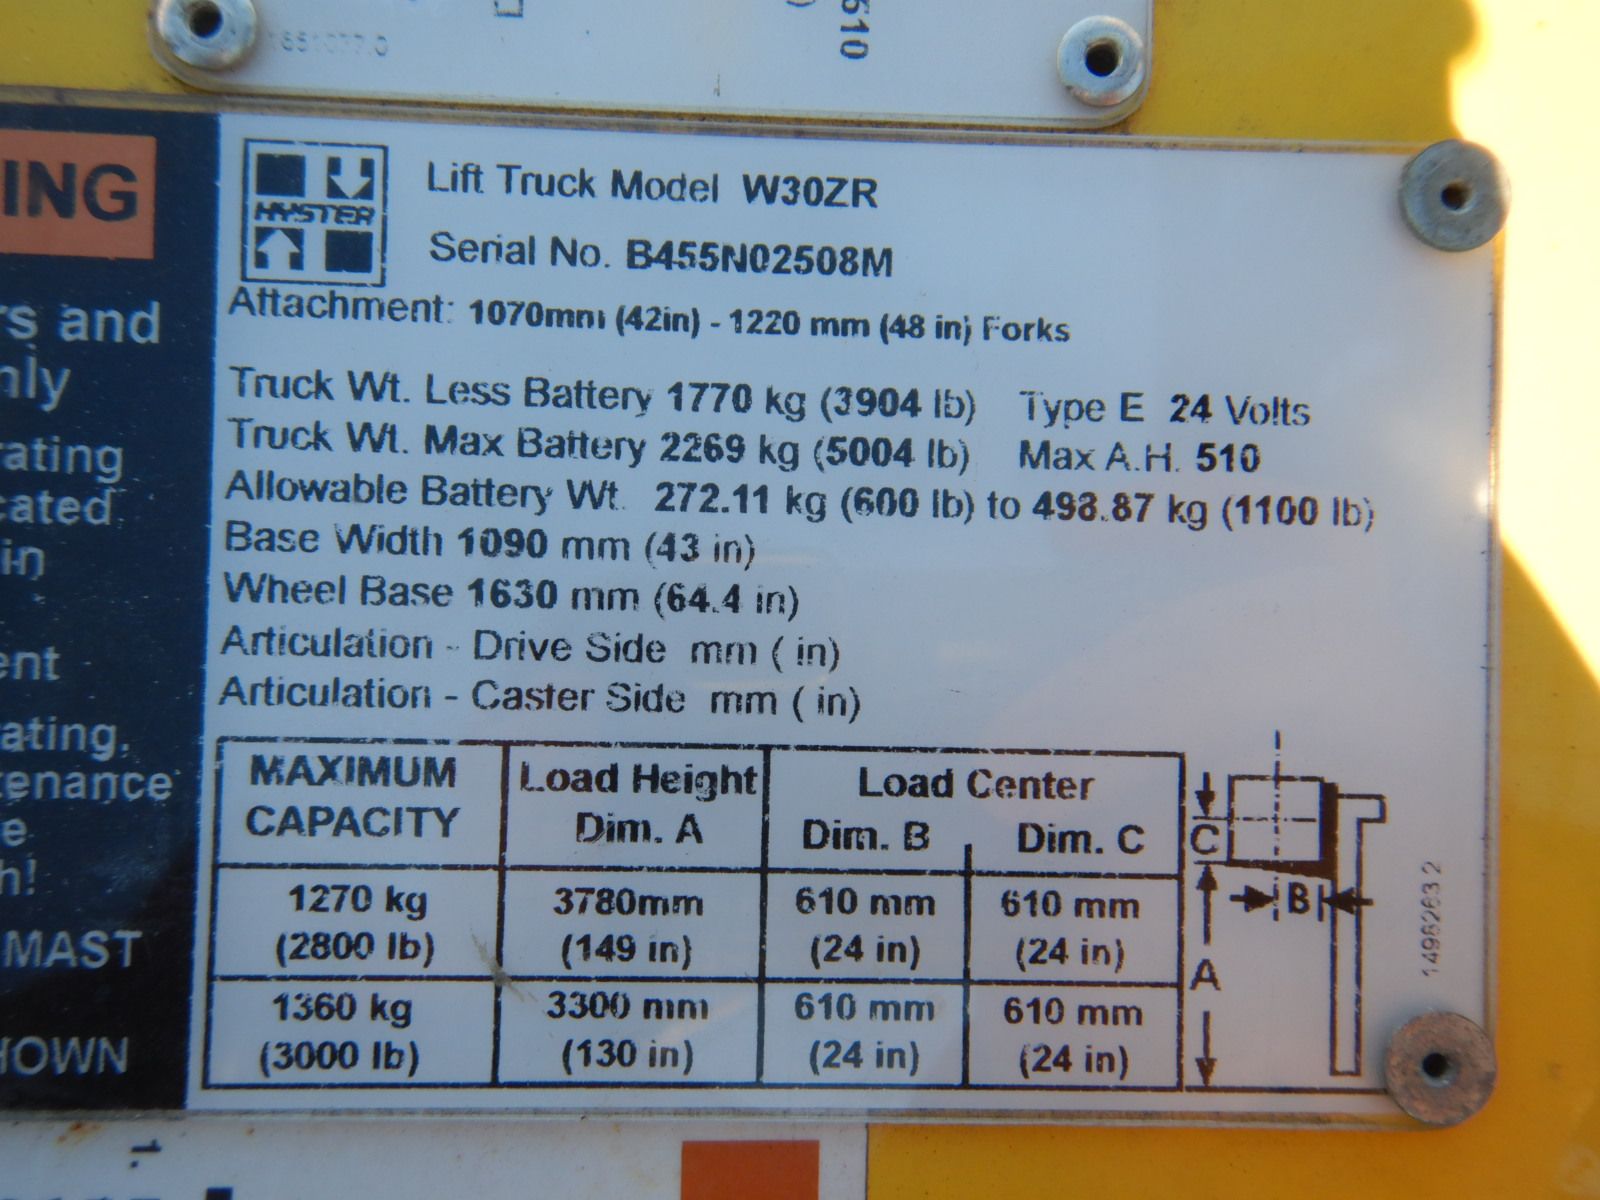 1651077.0
510
ING
rs and
nly
rating
cated
in
ent
ating,
tenance
e
h!
MAST
HOWN
HYSTER
Lift Truck Model W30ZR
Serial No. B455N02508M
Attachment: 1070mm (42in) - 1220 mm (48 in) Forks
Truck Wt. Less Battery 1770 kg (3904 lb) Type E 24 Volts
Truck Wt. Max Battery 2269 kg (5004 lb) Max A.H. 510
Allowable Battery Wt. 272.11 kg (600 lb) to 498.87 kg (1100 lb)
Base Width 1090 mm (43 in)
Wheel Base 1630 mm (64.4 in)
Articulation - Drive Side mm ( in)
Articulation - Caster Side mm ( in)
MAXIMUM Load Height Load Center
CAPACITY Dim. A Dim. B Dim. C
1270 kg 3780mm 610 mm 610 mm
(2800 lb) (149 in) (24 in) (24 in)
1360 kg 3300 mm 610 mm 610 mm
(3000 lb) (130 in) (24 in) (24 in)
C
B
A
1498263 2
1.